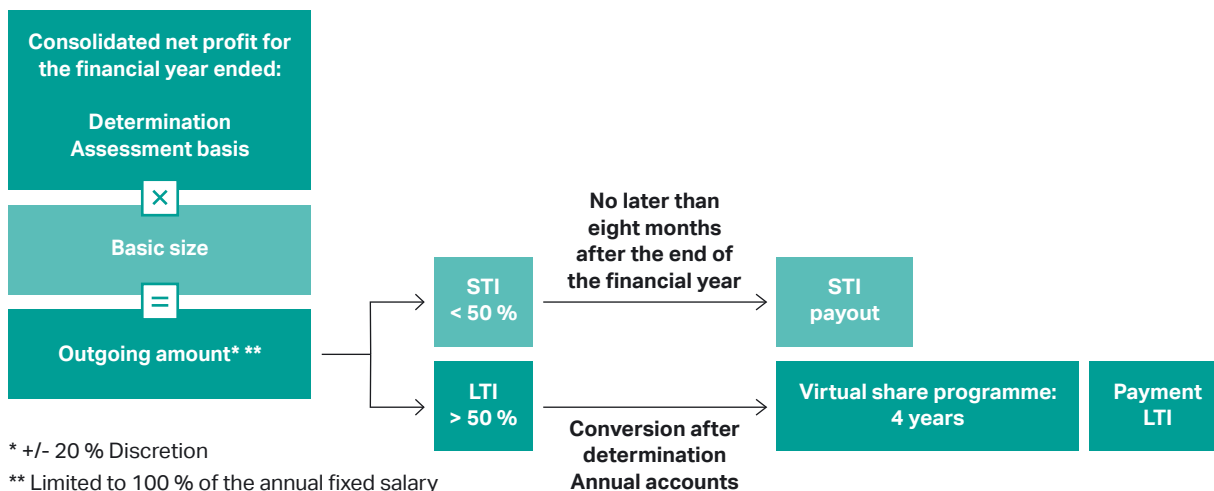 Consolidated net profit for
the financial year ended:
Determination
Assessment basis
×
Basic size
=
Outgoing amount* **
STI
< 50 %
No later than
eight months
after the end of
the financial year
STI
payout
LTI
> 50 %
Conversion after
determination
Annual accounts
Virtual share programme:
4 years
Payment
LTI
* +/- 20 % Discretion
** Limited to 100 % of the annual fixed salary